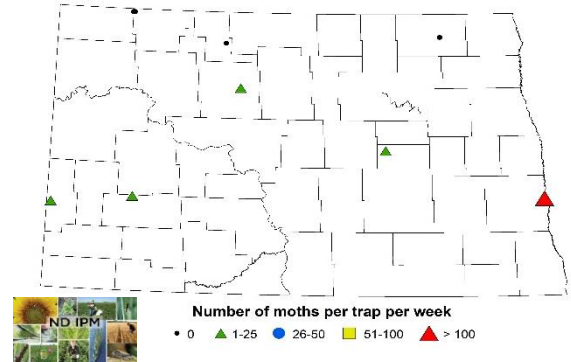 ND IPM
Number of moths per trap per week
0 1-25 26-50 51-100 > 100